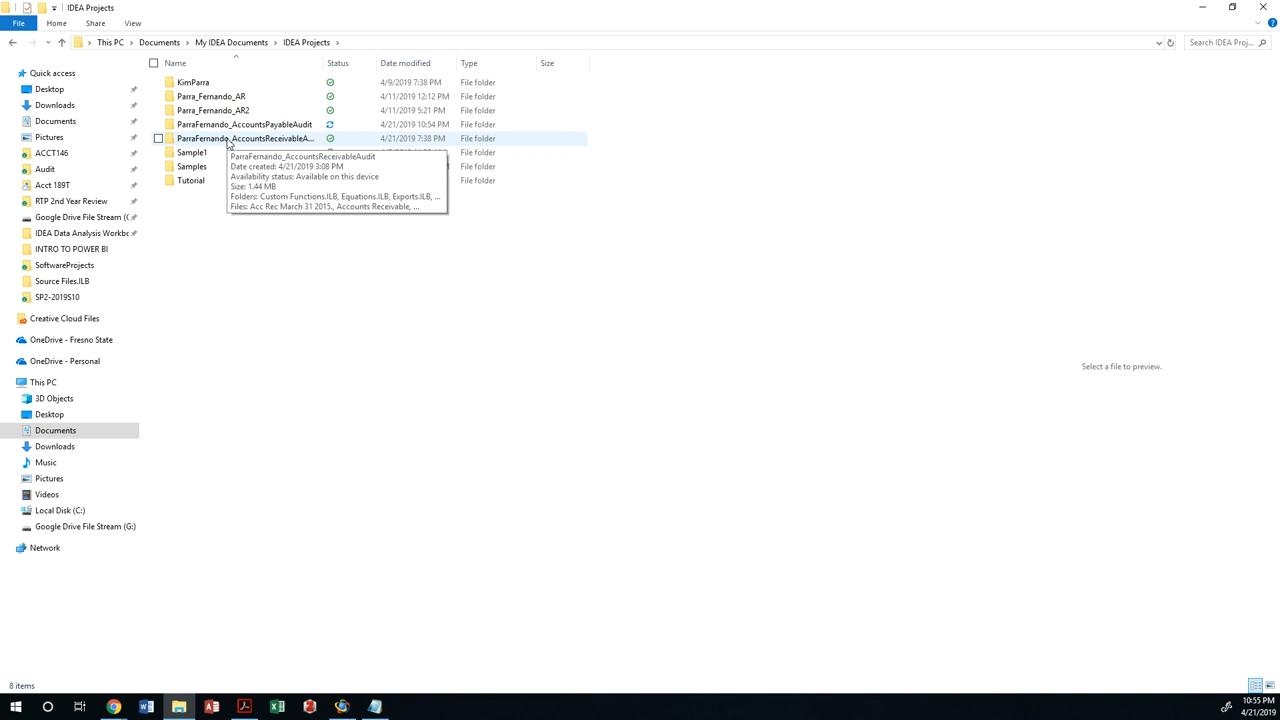 IDEA Projects
File Home Share View
This PC > Documents > My IDEA Documents > IDEA Projects >
Search IDEA Proj...
Name Status Date modified Type Size
Quick access
Desktop
Downloads
Documents
Pictures
ACCT146
Audit
Acct 189T
RTP 2nd Year Review
Google Drive File Stream (
IDEA Data Analysis Workbo
INTRO TO POWER BI
SoftwareProjects
Source Files.ILB
SP2-2019S10
Creative Cloud Files
OneDrive - Fresno State
OneDrive - Personal
This PC
3D Objects
Desktop
Documents
Downloads
Music
Pictures
Videos
Local Disk (C:)
Google Drive File Stream (G:)
Network
KimParra 4/9/2019 7:38 PM File folder
Parra_Fernando_AR 4/11/2019 12:12 PM File folder
Parra_Fernando_AR2 4/11/2019 5:21 PM File folder
ParraFernando_AccountsPayableAudit 4/21/2019 10:54 PM File folder
ParraFernando_AccountsReceivableA... 4/21/2019 7:38 PM File folder
Sample1 File folder
Samples File folder
Tutorial File folder
ParraFernando_AccountsReceivableAudit
Date created: 4/21/2019 3:08 PM
Availability status: Available on this device
Size: 1.44 MB
Folders: Custom Functions.ILB, Equations.ILB, Exports.ILB, ...
Files: Acc Rec March 31 2015., Accounts Receivable, ...
Select a file to preview.
8 items
10:55 PM
4/21/2019